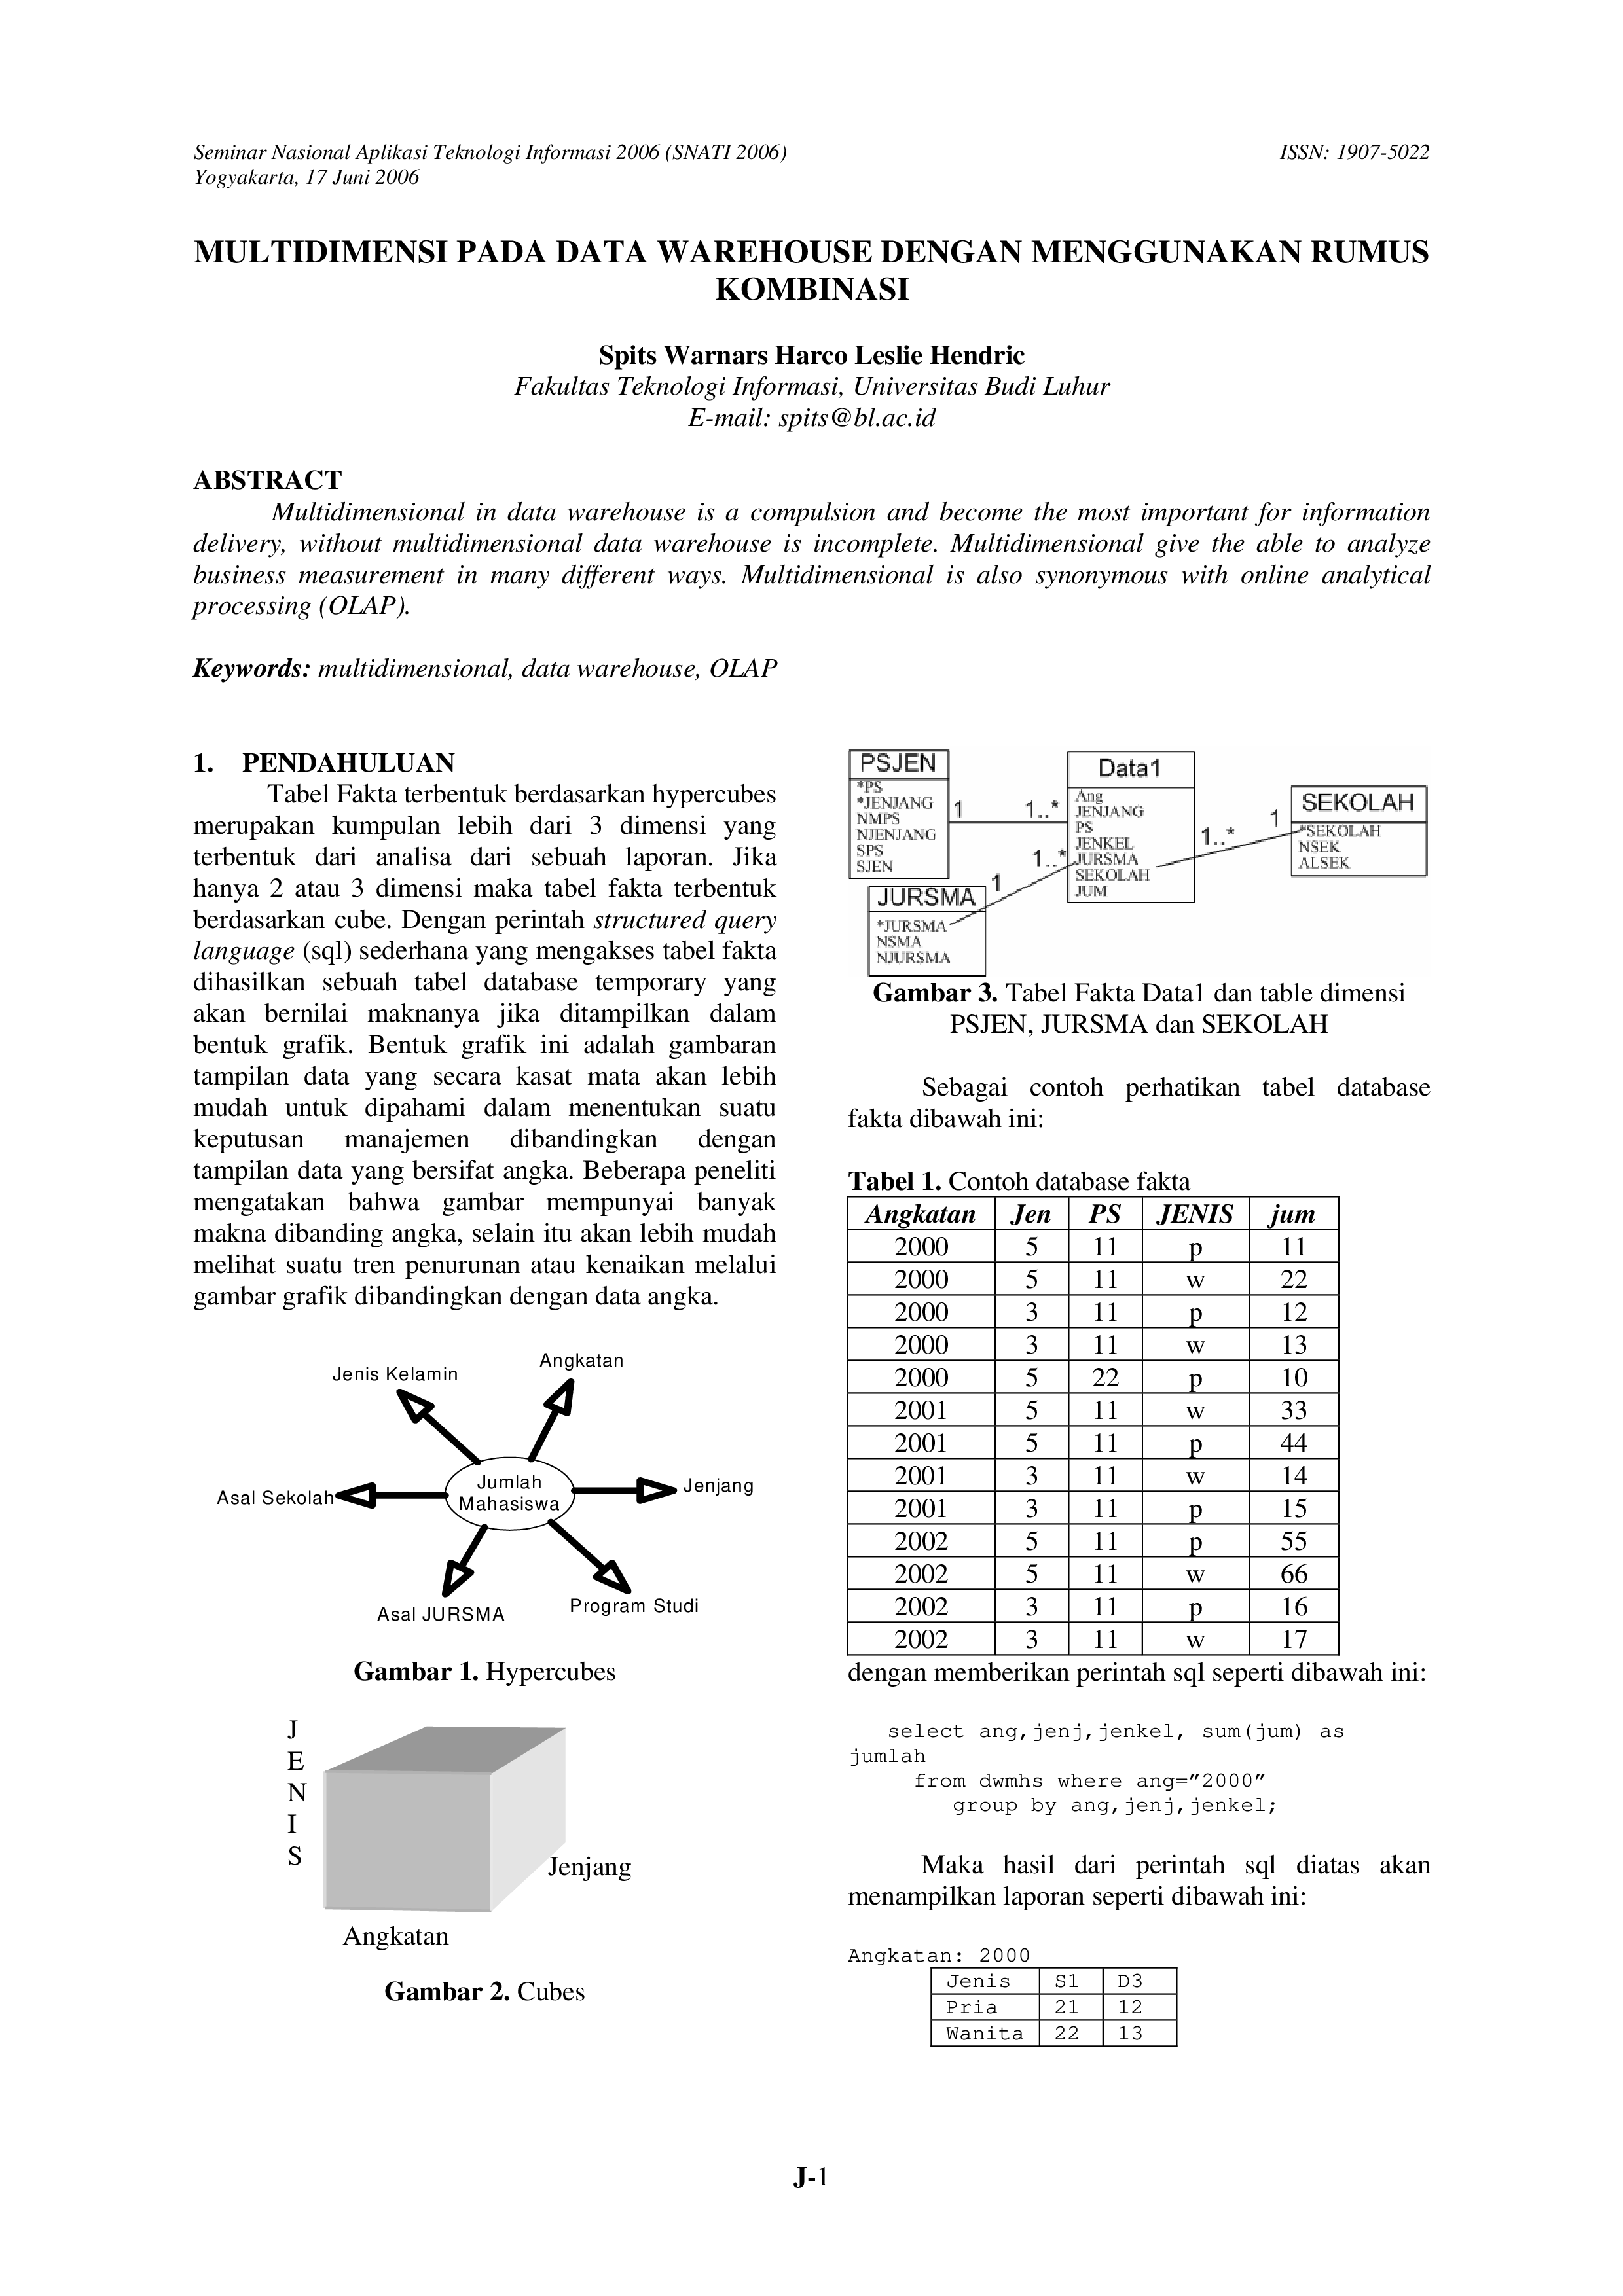 Seminar Nasional Aplikasi Teknologi Informasi 2006 (SNATI 2006) ISSN: 1907-5022
Yogyakarta, 17 Juni 2006
MULTIDIMENSI PADA DATA WAREHOUSE DENGAN MENGGUNAKAN RUMUS
KOMBINASI
Spits Warnars Harco Leslie Hendric
Fakultas Teknologi Informasi, Universitas Budi Luhur
E-mail: spits@bl.ac.id
ABSTRACT
Multidimensional in data warehouse is a compulsion and become the most important for information
delivery, without multidimensional data warehouse is incomplete. Multidimensional give the able to analyze
business measurement in many different ways. Multidimensional is also synonymous with online analytical
processing (OLAP).
Keywords: multidimensional, data warehouse, OLAP
1. PENDAHULUAN
Tabel Fakta terbentuk berdasarkan hypercubes
merupakan kumpulan lebih dari 3 dimensi yang
terbentuk dari analisa dari sebuah laporan. Jika
hanya 2 atau 3 dimensi maka tabel fakta terbentuk
berdasarkan cube. Dengan perintah structured query
language (sql) sederhana yang mengakses tabel fakta
dihasilkan sebuah tabel database temporary yang
akan bernilai maknanya jika ditampilkan dalam
bentuk grafik. Bentuk grafik ini adalah gambaran
tampilan data yang secara kasat mata akan lebih
mudah untuk dipahami dalam menentukan suatu
keputusan manajemen dibandingkan dengan
tampilan data yang bersifat angka. Beberapa peneliti
mengatakan bahwa gambar mempunyai banyak
makna dibanding angka, selain itu akan lebih mudah
melihat suatu tren penurunan atau kenaikan melalui
gambar grafik dibandingkan dengan data angka.
Jenis Kelamin
Angkatan
Asal Sekolah
Jumlah
Mahasiswa
Jenjang
Asal JURSMA
Program Studi
Gambar 1. Hypercubes
J
E
N
I
S
Jenjang
Angkatan
Gambar 2. Cubes
PSJEN
*PS
*JENJANG
NMPS
NJENJANG
SPS
SJEN
1
1..*
Data1
Ang
JENJANG
PS
JENKEL
JURSMA
SEKOLAH
JUM
1..*
1
SEKOLAH
*SEKOLAH
NSEK
ALSEK
1..*
1
JURSMA
*JURSMA
NSMA
NJURSMA
Gambar 3. Tabel Fakta Data1 dan table dimensi
PSJEN, JURSMA dan SEKOLAH
Sebagai contoh perhatikan tabel database
fakta dibawah ini:
Tabel 1. Contoh database fakta
Angkatan Jen PS JENIS jum
2000 5 11 p 11
2000 5 11 w 22
2000 3 11 p 12
2000 3 11 w 13
2000 5 22 p 10
2001 5 11 w 33
2001 5 11 p 44
2001 3 11 w 14
2001 3 11 p 15
2002 5 11 p 55
2002 5 11 w 66
2002 3 11 p 16
2002 3 11 w 17
dengan memberikan perintah sql seperti dibawah ini:
select ang,jenj,jenkel, sum(jum) as
jumlah
from dwmhs where ang=”2000”
group by ang,jenj,jenkel;
Maka hasil dari perintah sql diatas akan
menampilkan laporan seperti dibawah ini:
Angkatan: 2000
Jenis S1 D3
Pria 21 12
Wanita 22 13
J-1